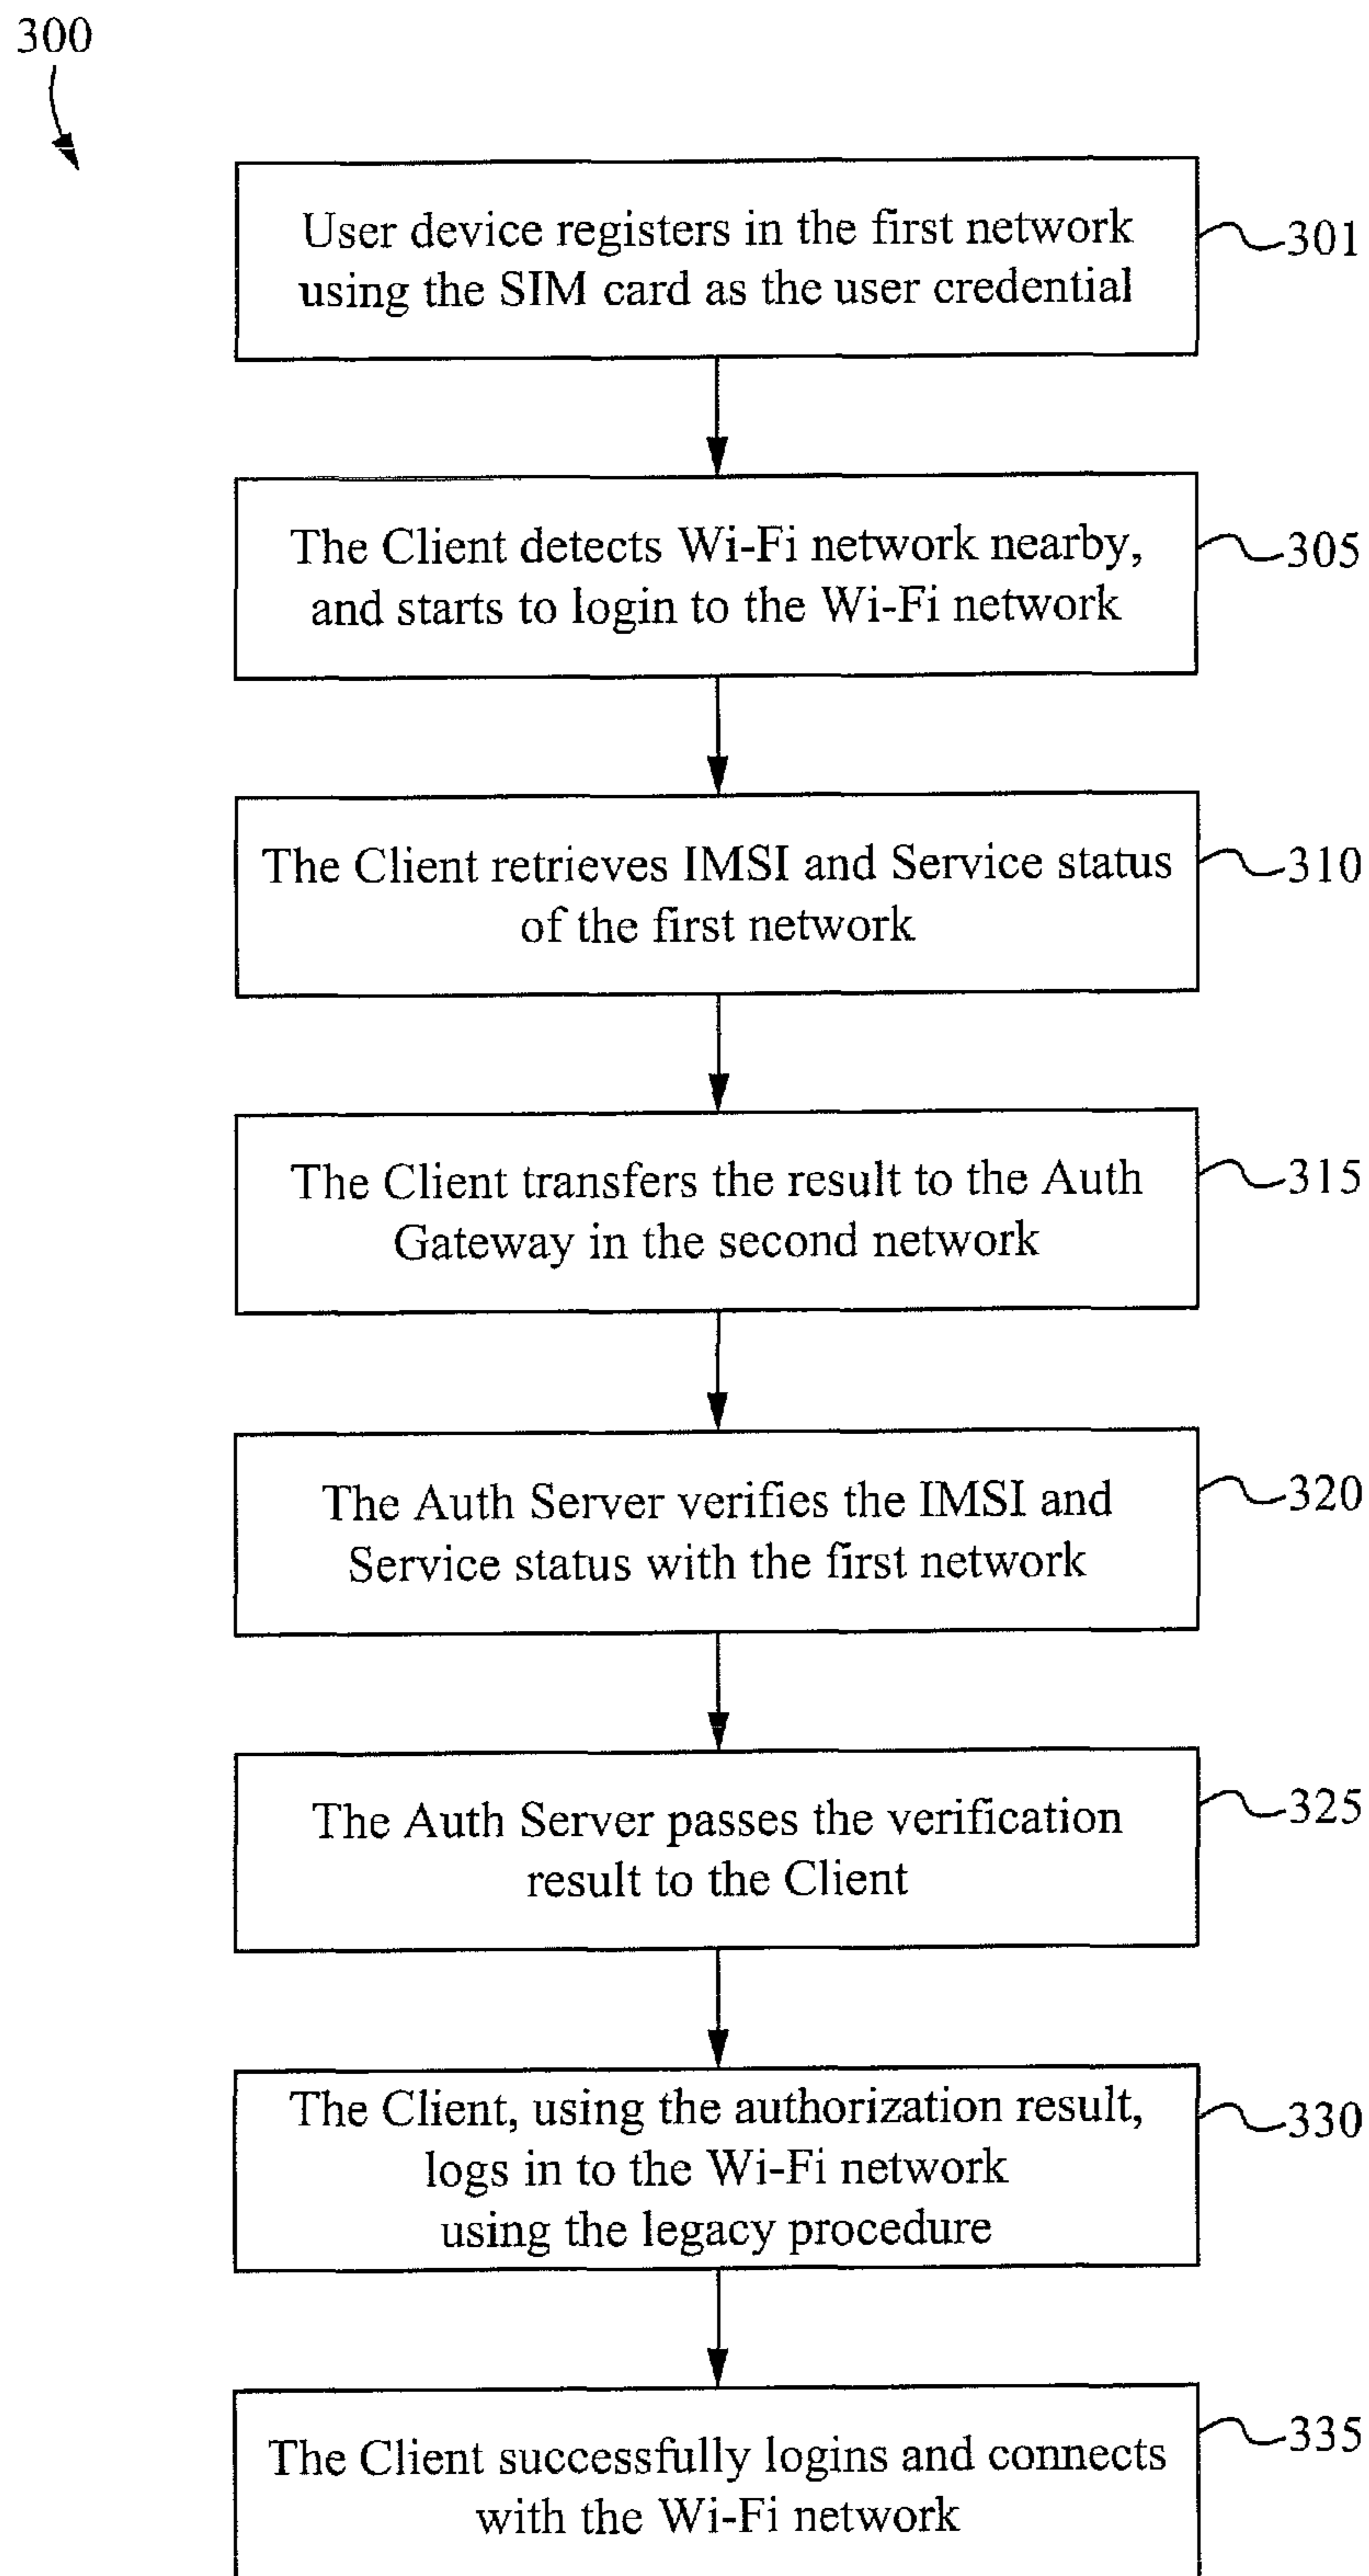 300
User device registers in the first network
using the SIM card as the user credential
301
The Client detects Wi-Fi network nearby,
and starts to login to the Wi-Fi network
305
The Client retrieves IMSI and Service status
of the first network
310
The Client transfers the result to the Auth
Gateway in the second network
315
The Auth Server verifies the IMSI and
Service status with the first network
320
The Auth Server passes the verification
result to the Client
325
The Client, using the authorization result,
logs in to the Wi-Fi network
using the legacy procedure
330
The Client successfully logins and connects
with the Wi-Fi network
335